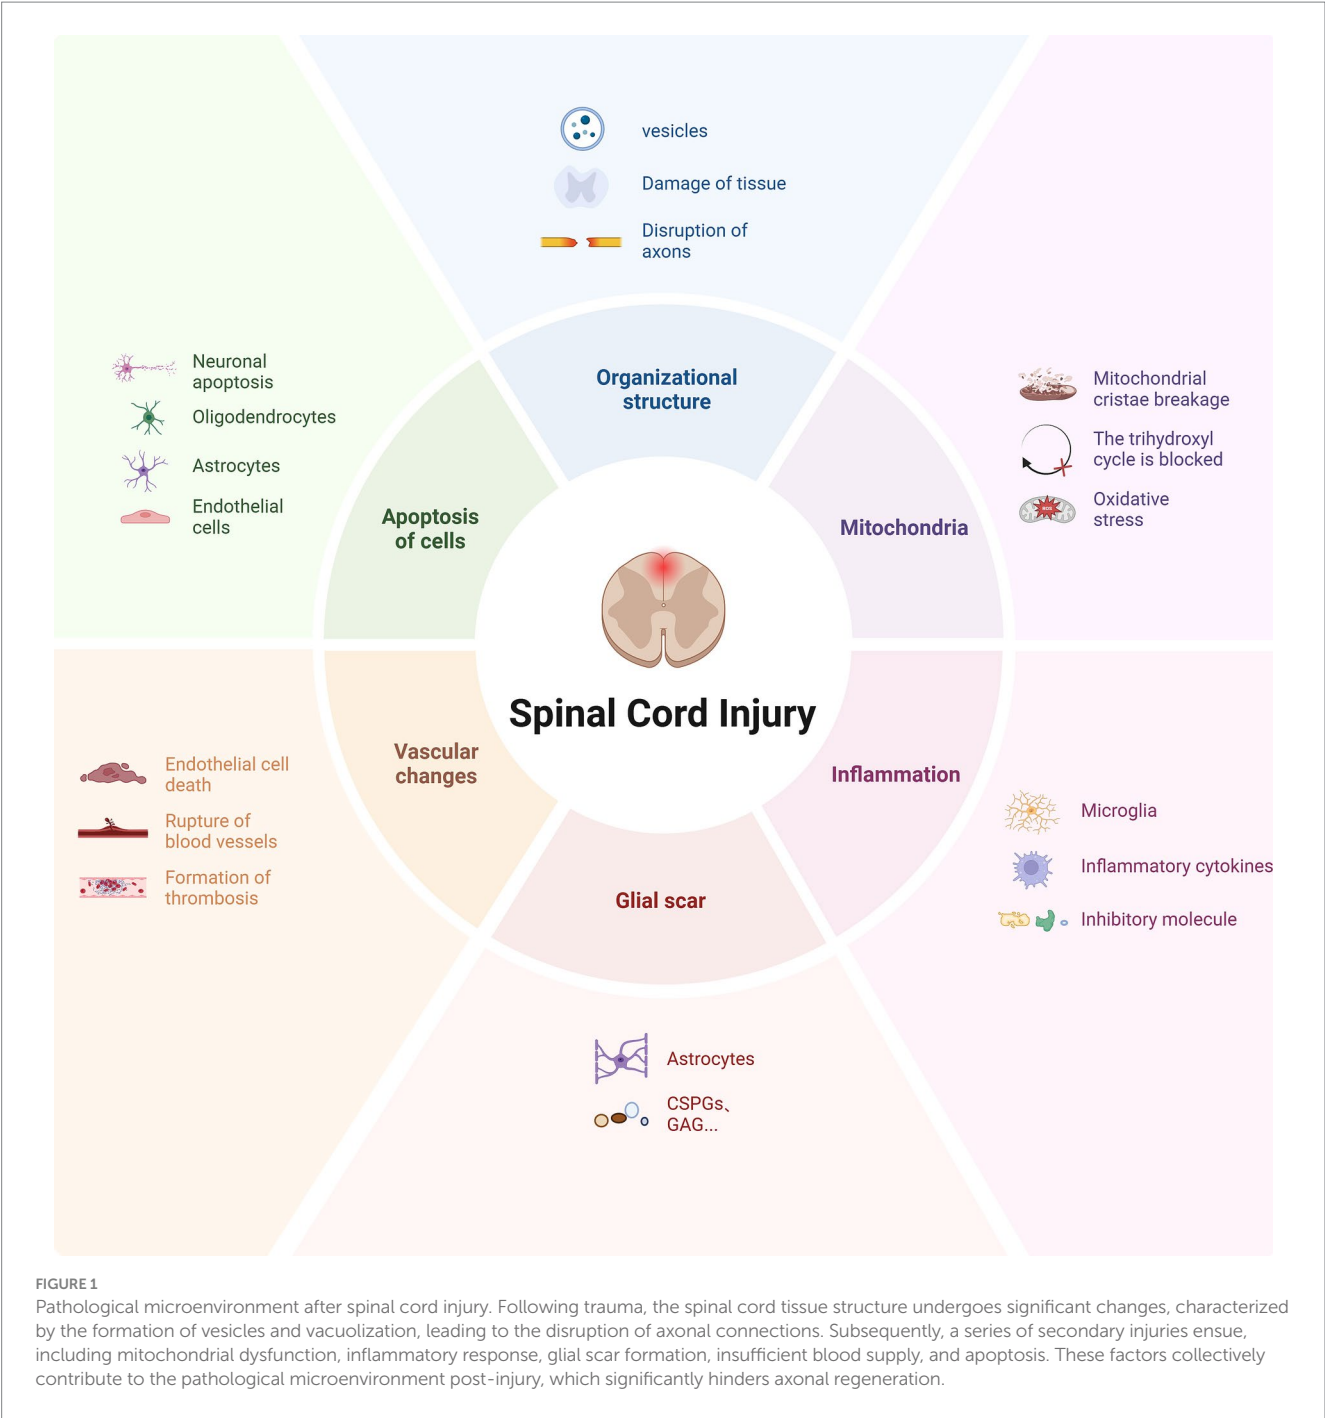 vesicles
Damage of tissue
Disruption of
axons
Organizational
structure
Neuronal
apoptosis
Oligodendrocytes
Astrocytes
Endothelial
cells
Apoptosis
of cells
Mitochondrial
cristae breakage
The trihydroxyl
cycle is blocked
Oxidative
stress
Mitochondria
Spinal Cord Injury
Vascular
changes
Endothelial cell
death
Rupture of
blood vessels
Formation of
thrombosis
Inflammation
Microglia
Inflammatory cytokines
Inhibitory molecule
Glial scar
Astrocytes
CSPGs、
GAG...
FIGURE 1
Pathological microenvironment after spinal cord injury. Following trauma, the spinal cord tissue structure undergoes significant changes, characterized
by the formation of vesicles and vacuolization, leading to the disruption of axonal connections. Subsequently, a series of secondary injuries ensue,
including mitochondrial dysfunction, inflammatory response, glial scar formation, insufficient blood supply, and apoptosis. These factors collectively
contribute to the pathological microenvironment post-injury, which significantly hinders axonal regeneration.